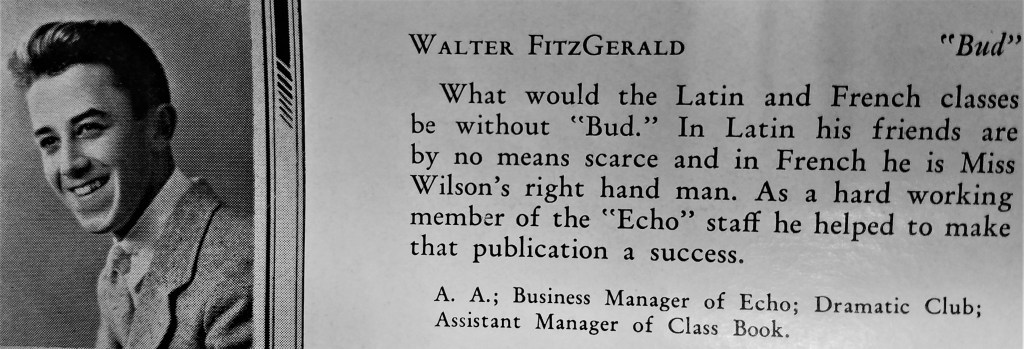 Walter FitzGerald "Bud"
What would the Latin and French classes
be without "Bud." In Latin his friends are
by no means scarce and in French he is Miss
Wilson's right hand man. As a hard working
member of the "Echo" staff he helped to make
that publication a success.
A. A.; Business Manager of Echo; Dramatic Club;
Assistant Manager of Class Book.